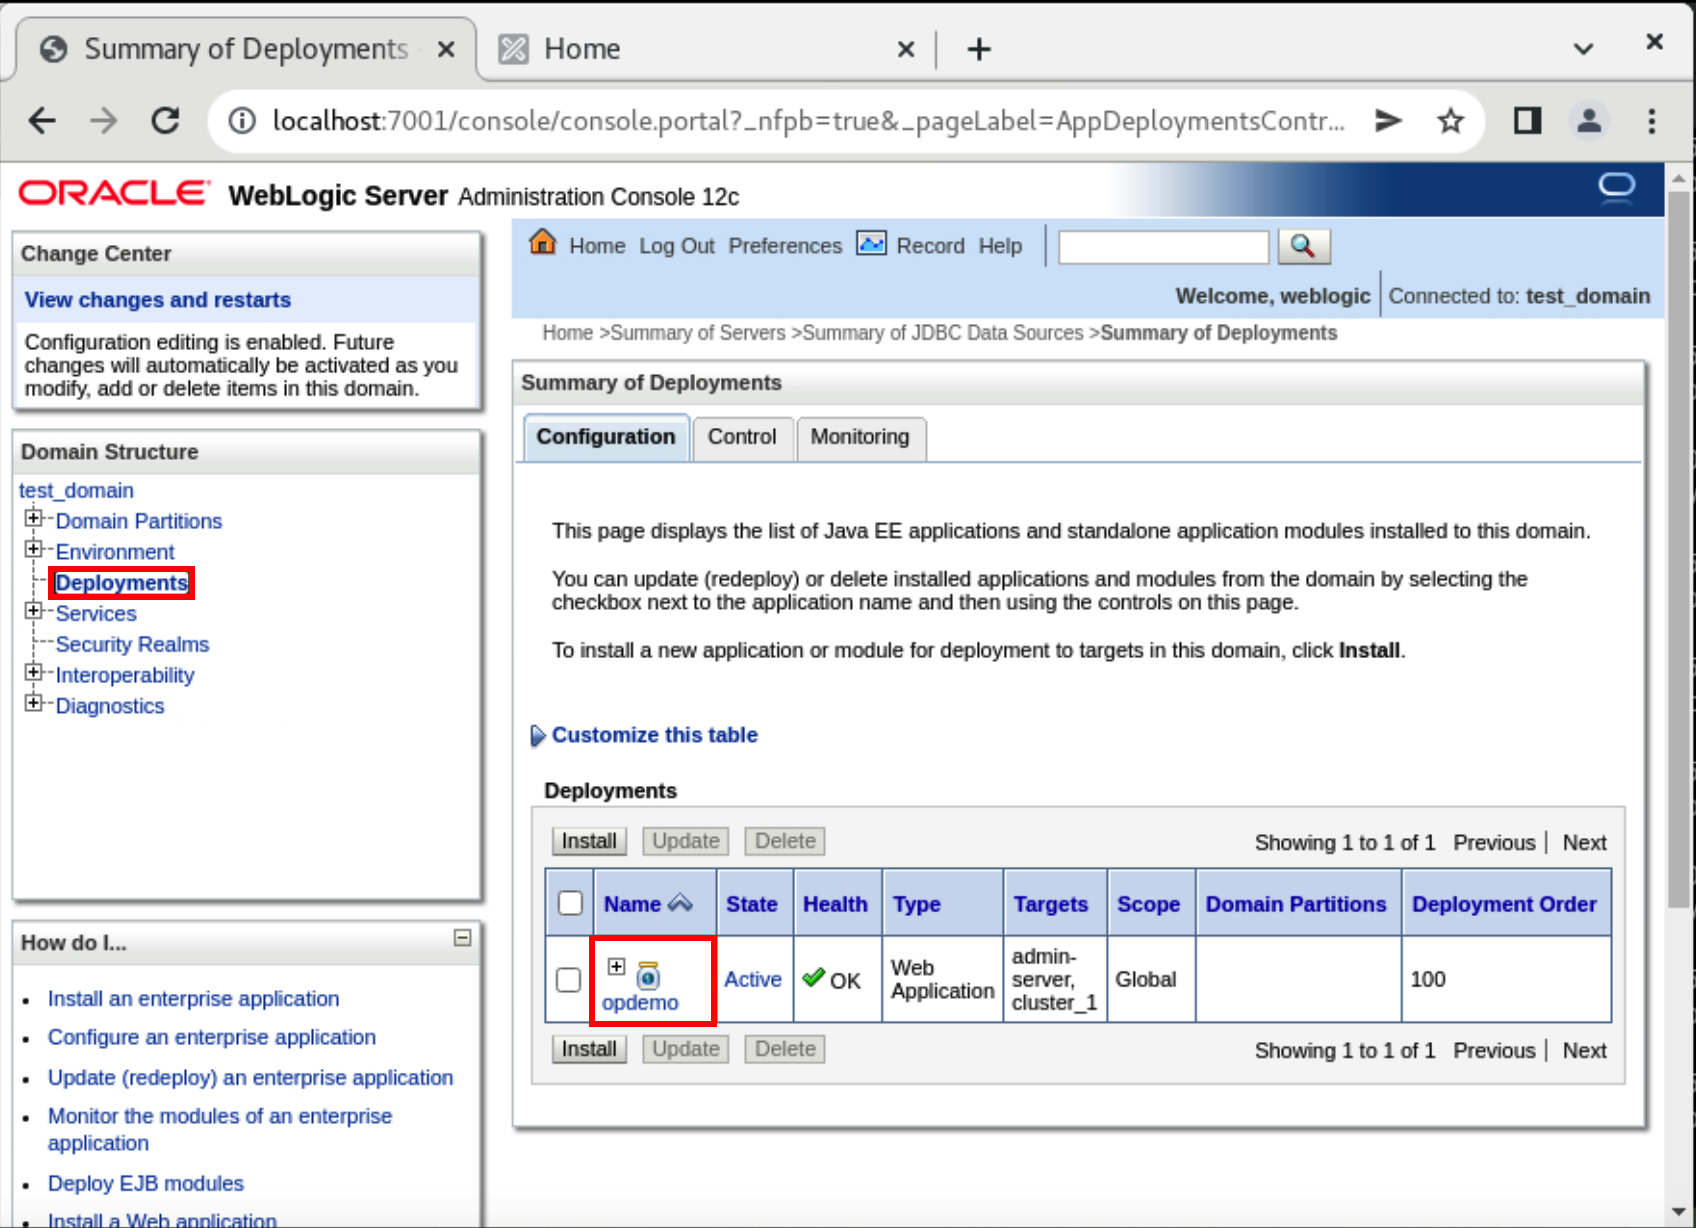 Summary of Deployments
Home
localhost:7001/console/console.portal?_nfpb=true&_pageLabel=AppDeploymentsContr...
ORACLE WebLogic Server Administration Console 12c
Change Center
View changes and restarts
Configuration editing is enabled. Future
changes will automatically be activated as you
modify, add or delete items in this domain.
Domain Structure
test_domain
Domain Partitions
Environment
Deployments
Services
Security Realms
Interoperability
Diagnostics
How do I...
Install an enterprise application
Configure an enterprise application
Update (redeploy) an enterprise application
Monitor the modules of an enterprise
application
Deploy EJB modules
Install a Web application
Home Log Out Preferences Record Help
Welcome, weblogic Connected to: test_domain
Home >Summary of Servers >Summary of JDBC Data Sources >Summary of Deployments
Summary of Deployments
Configuration Control Monitoring
This page displays the list of Java EE applications and standalone application modules installed to this domain.
You can update (redeploy) or delete installed applications and modules from the domain by selecting the
checkbox next to the application name and then using the controls on this page.
To install a new application or module for deployment to targets in this domain, click Install.
Customize this table
Deployments
Install Update Delete Showing 1 to 1 of 1 Previous | Next
Name State Health Type Targets Scope Domain Partitions Deployment Order
opdemo Active OK Web Application admin-server, cluster_1 Global 100
Install Update Delete Showing 1 to 1 of 1 Previous | Next